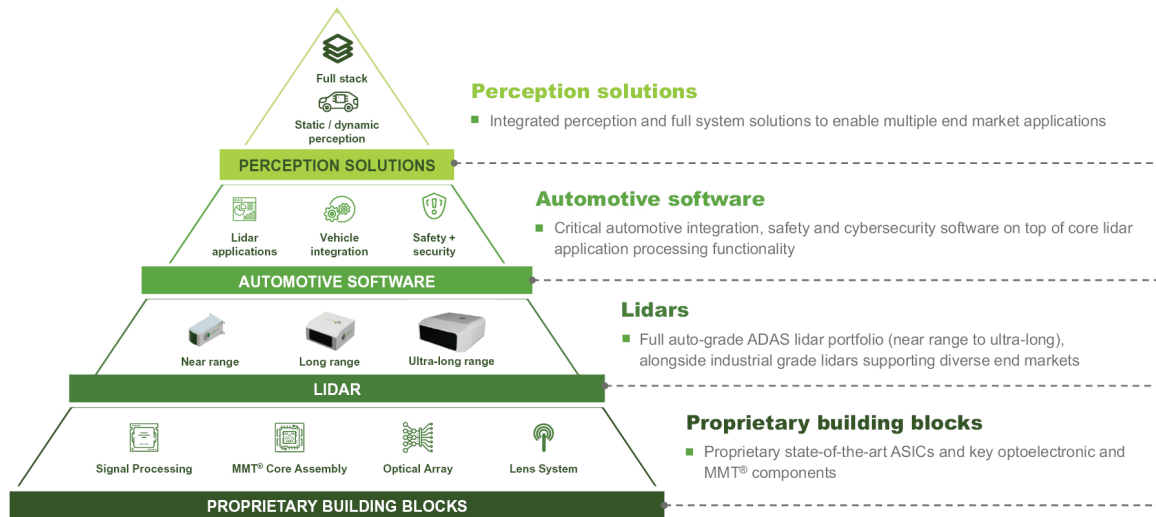 Full stack
Static / dynamic
perception
PERCEPTION SOLUTIONS
Perception solutions
Integrated perception and full system solutions to enable multiple end market applications
Lidar
applications
Vehicle
integration
Safety +
security
AUTOMOTIVE SOFTWARE
Automotive software
Critical automotive integration, safety and cybersecurity software on top of core lidar
application processing functionality
Near range
Long range
Ultra-long range
LIDAR
Lidars
Full auto-grade ADAS lidar portfolio (near range to ultra-long),
alongside industrial grade lidars supporting diverse end markets
Signal Processing
MMT® Core Assembly
Optical Array
Lens System
PROPRIETARY BUILDING BLOCKS
Proprietary building blocks
Proprietary state-of-the-art ASICs and key optoelectronic and
MMT® components